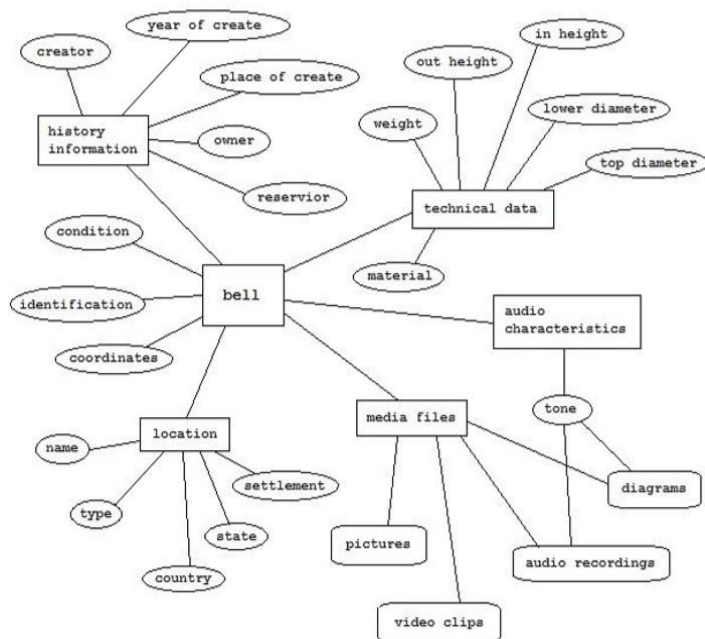 year of create
creator
place of create
history
information
owner
reservior
in height
out height
lower diameter
weight
top diameter
technical data
material
condition
identification
coordinates
bell
audio
characteristics
tone
media files
diagrams
pictures
audio recordings
video clips
location
name
settlement
type
state
country